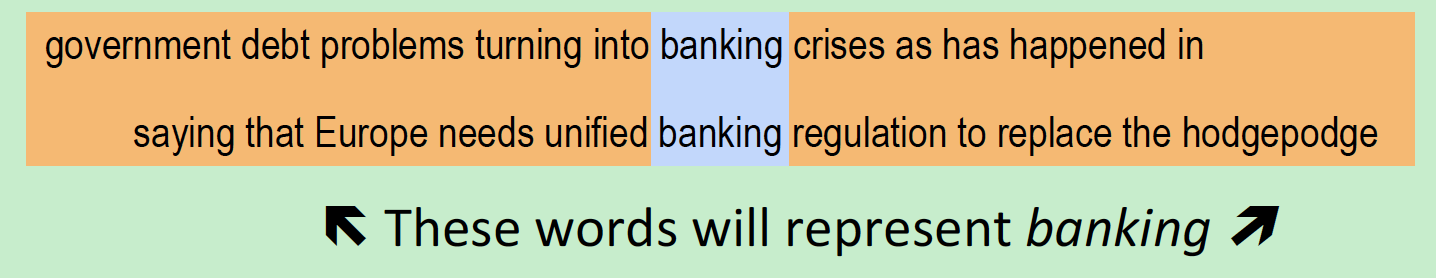 government debt problems turning into banking crises as has happened in
saying that Europe needs unified banking regulation to replace the hodgepodge
These words will represent banking